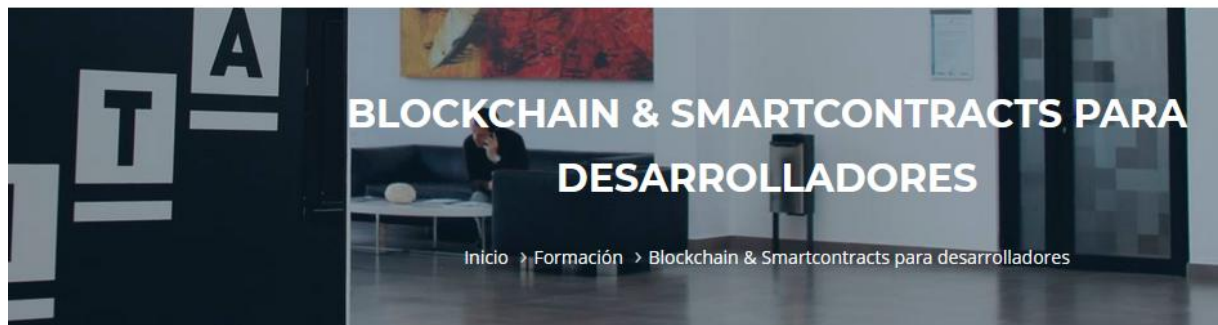 A
T
BLOCKCHAIN & SMARTCONTRACTS PARA
DESARROLLADORES
Inicio > Formación > Blockchain & Smartcontracts para desarrolladores